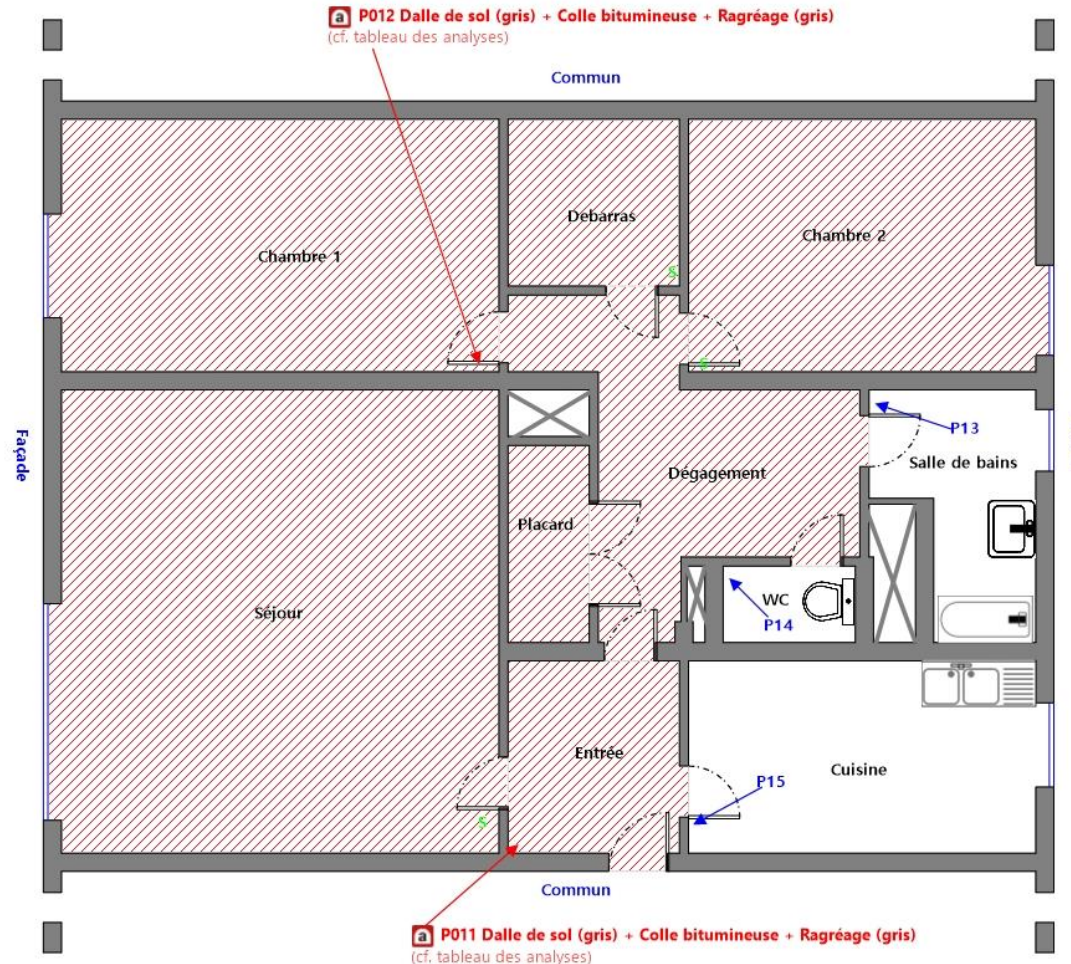 a P012 Dalle de sol (gris) + Colle bitumineuse + Ragréage (gris)
(cf. tableau des analyses)
Commun
Debarras
Chambre 2
Chambre 1
S
S
P13
Façade
Salle de bains
Dégagement
Placard
WC
Séjour
P14
Entrée
Cuisine
P15
S
Commun
a P011 Dalle de sol (gris) + Colle bitumineuse + Ragréage (gris)
(cf. tableau des analyses)